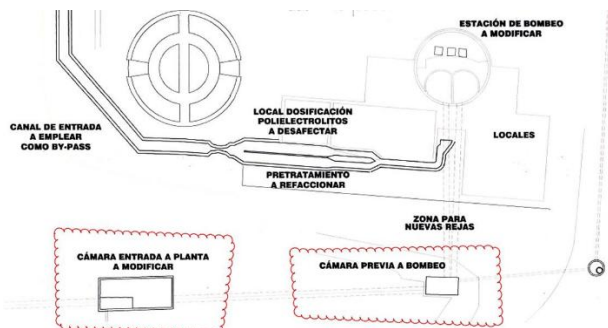 ESTACIÓN DE BOMBEO
A MODIFICAR
CANAL DE ENTRADA
A EMPLEAR
COMO BY-PASS
LOCAL DOSIFICACIÓN
POLIELECTROLITOS
A DESAFECTAR
LOCALES
PRETRATAMIENTO
A REFACCIONAR
ZONA PARA
NUEVAS REJAS
CÁMARA ENTRADA A PLANTA
A MODIFICAR
CÁMARA PREVIA A BOMBEO